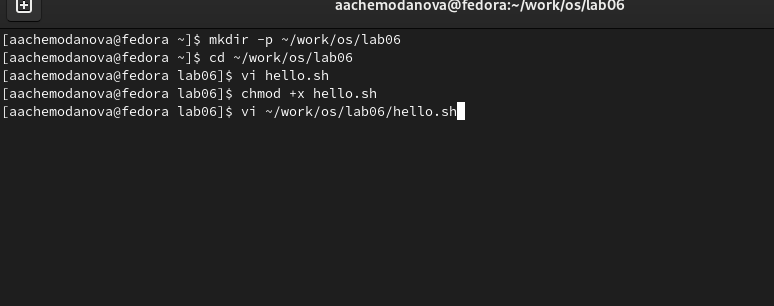 aachemodanova@fedora:~/work/os/lab06
[aachemodanova@fedora ~]$ mkdir -p ~/work/os/lab06
[aachemodanova@fedora ~]$ cd ~/work/os/lab06
[aachemodanova@fedora lab06]$ vi hello.sh
[aachemodanova@fedora lab06]$ chmod +x hello.sh
[aachemodanova@fedora lab06]$ vi ~/work/os/lab06/hello.sh